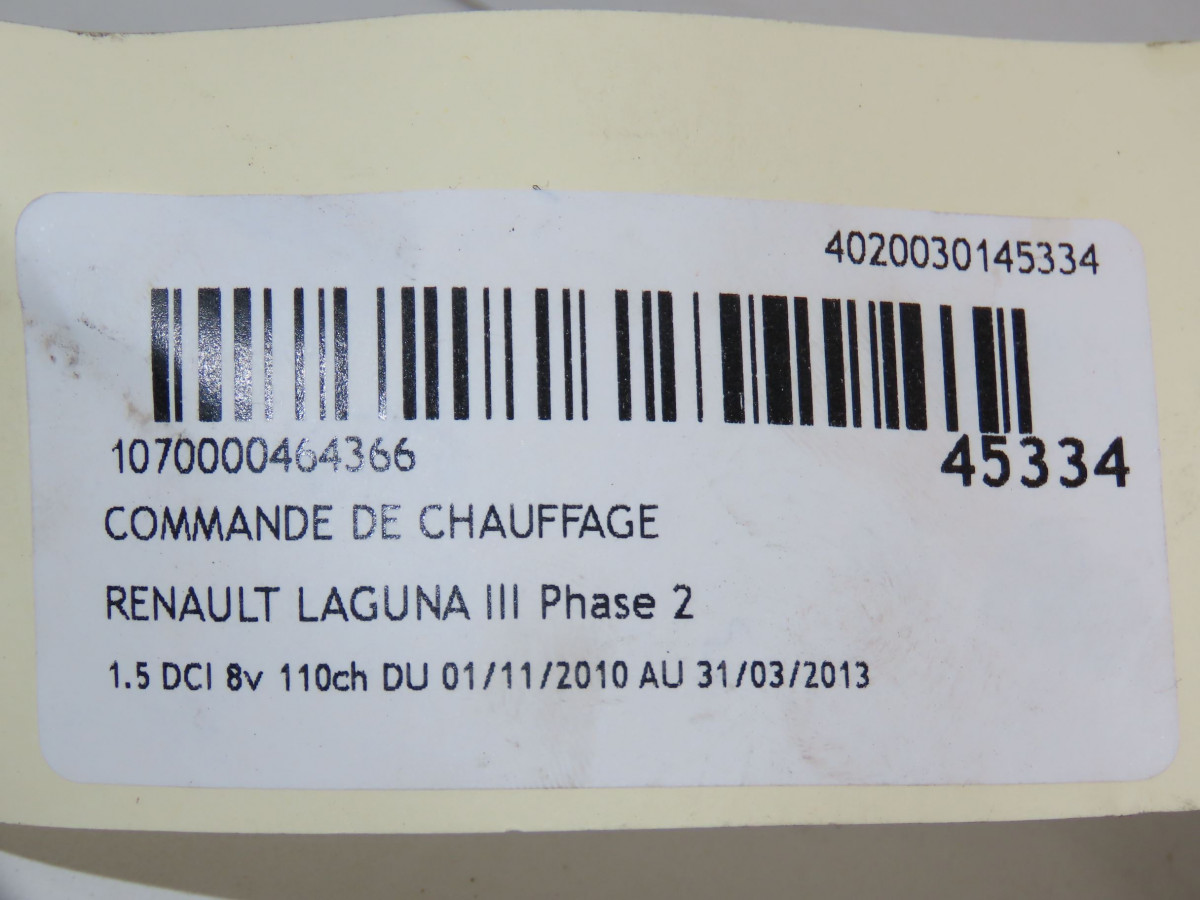 4020030145334
1070000464366
45334
COMMANDE DE CHAUFFAGE
RENAULT LAGUNA III Phase 2
1.5 DCI 8v 110ch DU 01/11/2010 AU 31/03/2013